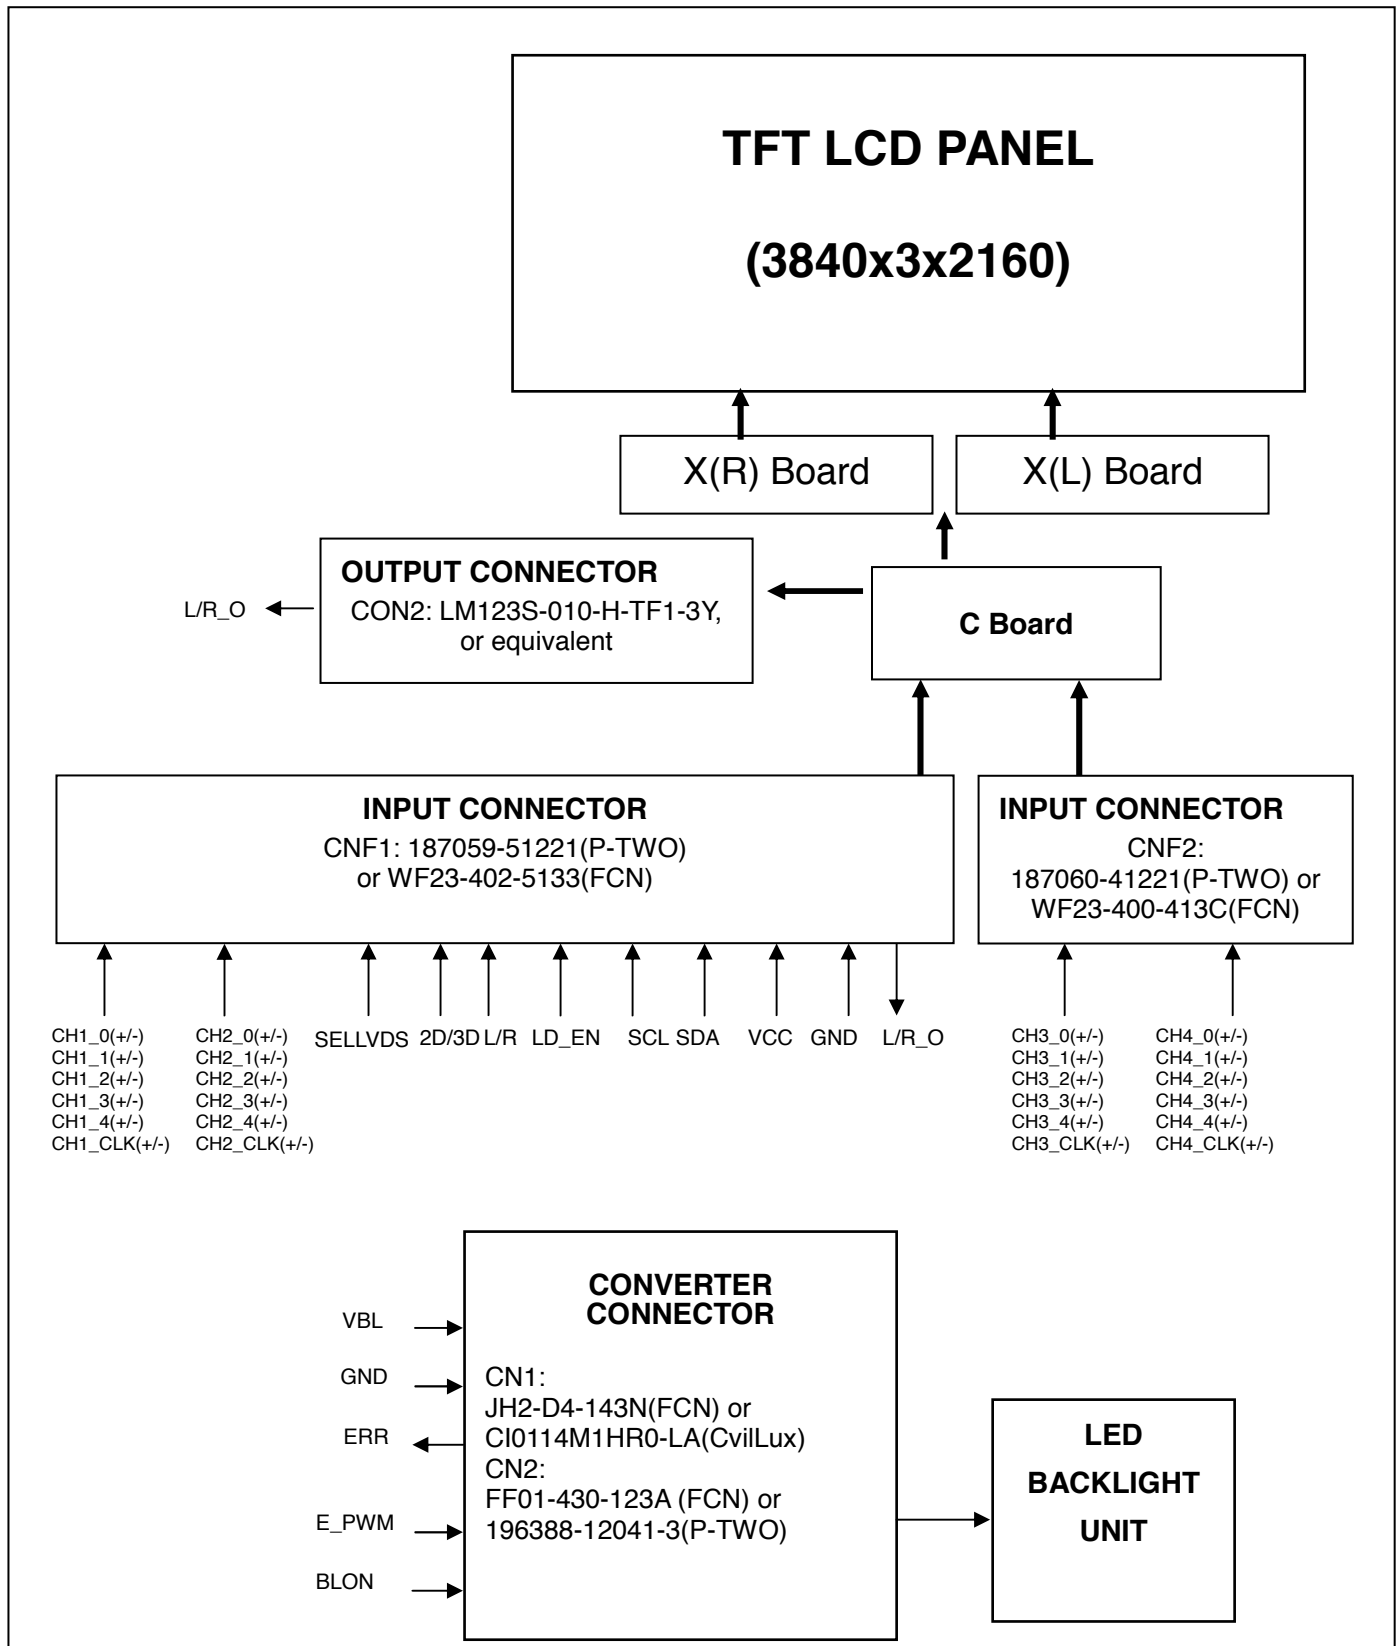 TFT LCD PANEL
(3840x3x2160)
X(R) Board
X(L) Board
OUTPUT CONNECTOR
CON2: LM123S-010-H-TF1-3Y,
or equivalent
L/R_O
C Board
INPUT CONNECTOR
CNF1: 187059-51221(P-TWO)
or WF23-402-5133(FCN)
INPUT CONNECTOR
CNF2:
187060-41221(P-TWO) or
WF23-400-413C(FCN)
CH1_0(+/-)
CH1_1(+/-)
CH1_2(+/-)
CH1_3(+/-)
CH1_4(+/-)
CH1_CLK(+/-)
CH2_0(+/-)
CH2_1(+/-)
CH2_2(+/-)
CH2_3(+/-)
CH2_4(+/-)
CH2_CLK(+/-)
SELLVDS
2D/3D
L/R
LD_EN
SCL
SDA
VCC
GND
L/R_O
CH3_0(+/-)
CH3_1(+/-)
CH3_2(+/-)
CH3_3(+/-)
CH3_4(+/-)
CH3_CLK(+/-)
CH4_0(+/-)
CH4_1(+/-)
CH4_2(+/-)
CH4_3(+/-)
CH4_4(+/-)
CH4_CLK(+/-)
VBL
GND
ERR
E_PWM
BLON
CONVERTER
CONNECTOR
CN1:
JH2-D4-143N(FCN) or
CI0114M1HR0-LA(CvilLux)
CN2:
FF01-430-123A (FCN) or
196388-12041-3(P-TWO)
LED
BACKLIGHT
UNIT